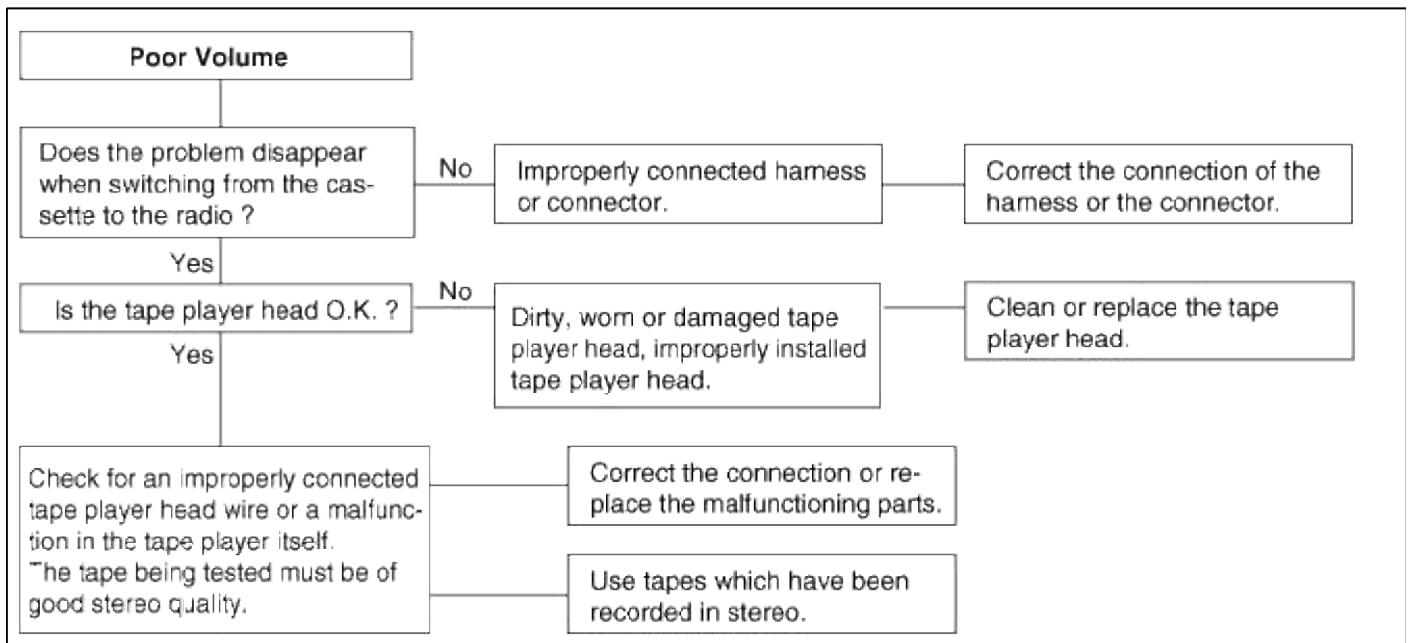 Poor Volume
Does the problem disappear
when switching from the cas-
sette to the radio ?
No
Improperly connected harness
or connector.
Correct the connection of the
harness or the connector.
Yes
Is the tape player head O.K. ?
No
Dirty, worn or damaged tape
player head, improperly installed
tape player head.
Clean or replace the tape
player head.
Yes
Check for an improperly connected
tape player head wire or a malfunc-
tion in the tape player itself.
The tape being tested must be of
good stereo quality.
Correct the connection or re-
place the malfunctioning parts.
Use tapes which have been
recorded in stereo.